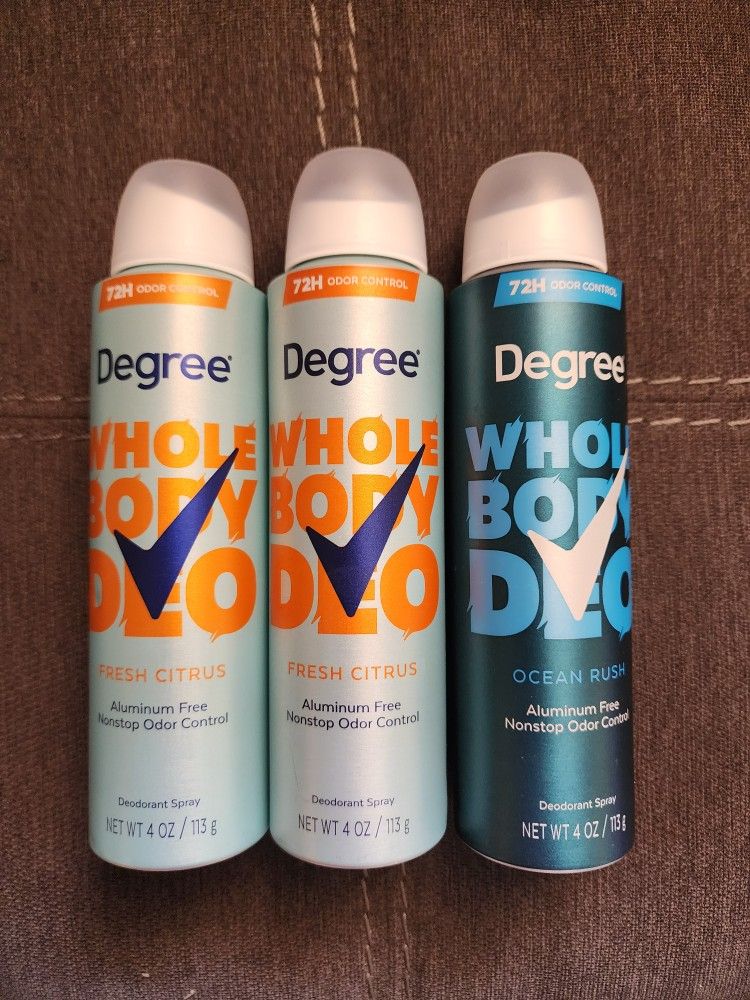 72H ODOR CONTROL
Degree
WHOLE
BODY
DEO
FRESH CITRUS
Aluminum Free
Nonstop Odor Control
Deodorant Spray
NET WT 4 OZ / 113 g
72H ODOR CONTROL
Degree
WHOLE
BODY
DEO
FRESH CITRUS
Aluminum Free
Nonstop Odor Control
Deodorant Spray
NET WT 4 OZ / 113 g
72H ODOR CONTROL
Degree
WHOLE
BODY
DEO
OCEAN RUSH
Aluminum Free
Nonstop Odor Control
Deodorant Spray
NET WT 4 OZ / 113 g